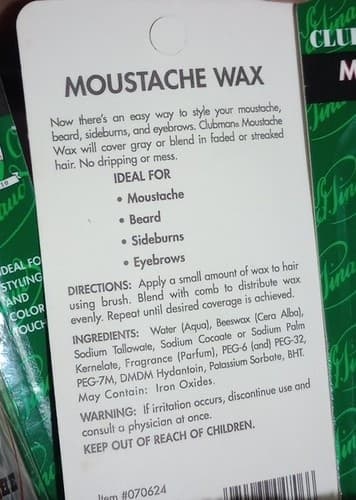 MOUSTACHE WAX
Now there's an easy way to style your moustache,
beard, sideburns, and eyebrows. Clubman® Moustache
Wax will cover gray or blend in faded or streaked
hair. No dripping or mess.
IDEAL FOR
• Moustache
• Beard
• Sideburns
• Eyebrows
DIRECTIONS: Apply a small amount of wax to hair
using brush. Blend with comb to distribute wax
evenly. Repeat until desired coverage is achieved.
INGREDIENTS: Water (Aqua), Beeswax (Cera Alba),
Sodium Tallowate, Sodium Cocoate or Sodium Palm
Kernelate, Fragrance (Parfum), PEG-6 (and) PEG-32,
PEG-7M, DMDM Hydantoin, Potassium Sorbate, BHT.
May Contain: Iron Oxides.
WARNING: If irritation occurs, discontinue use and
consult a physician at once.
KEEP OUT OF REACH OF CHILDREN.
Item #070624
CLUB
M
IDEAL FO
STYLING
AND
COLOR
TOUCH